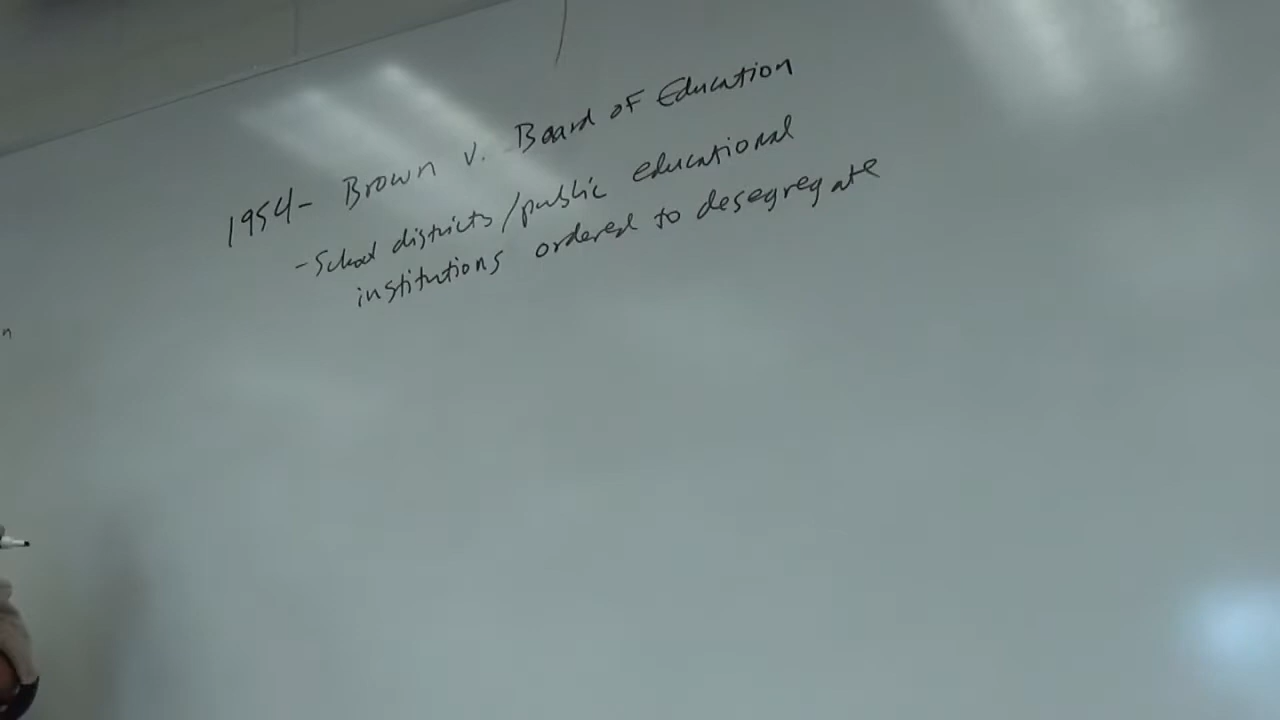 1954- Brown v. Board of Education
- School districts/public educational
institutions ordered to desegregate
n